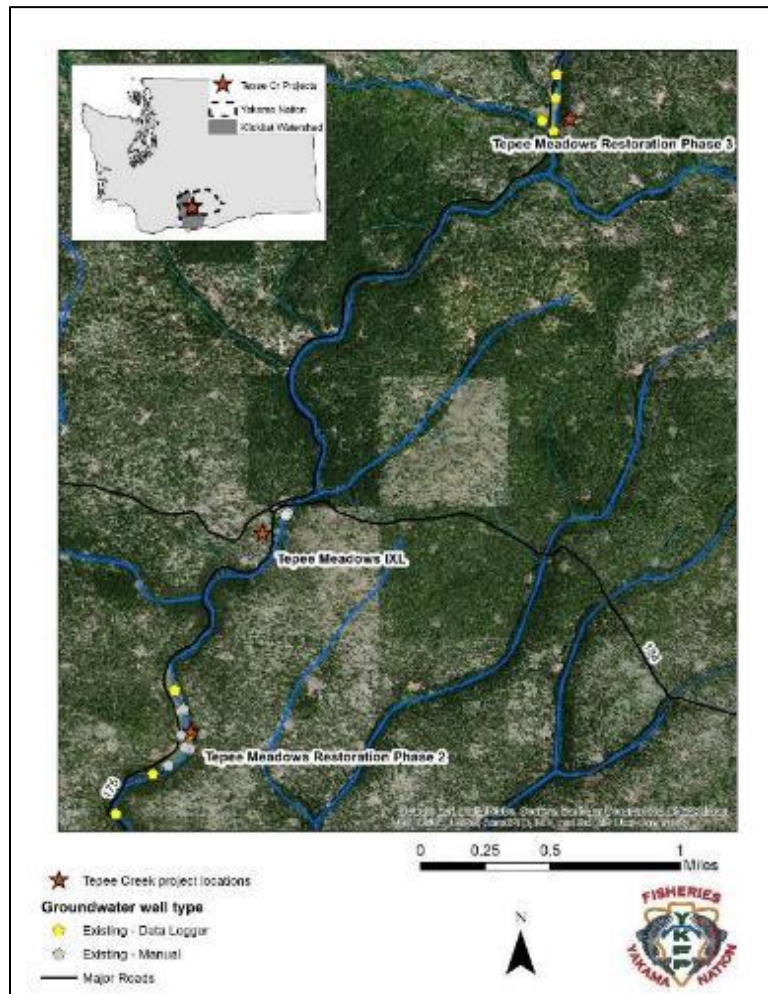 Tepee Cr Projects
Yakama Nation
Klickitat Watershed
Tepee Meadows Restoration Phase 3
Tepee Meadows IXL
Tepee Meadows Restoration Phase 2
175
0 0.25 0.5 1
Miles
Tepee Creek project locations
Groundwater well type
Existing - Data Logger
Existing - Manual
Major Roads
N
FISHERIES
YKFP
YAKAMA NATION